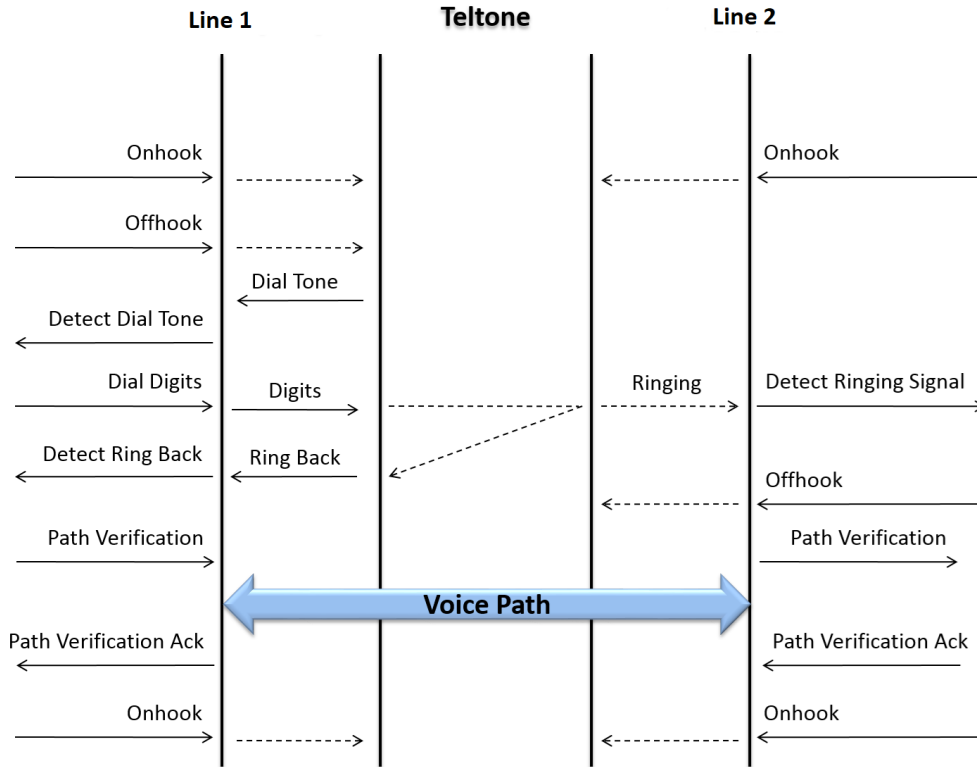 Line 1
Teltone
Line 2
Onhook
Onhook
Offhook
Dial Tone
Detect Dial Tone
Dial Digits
Digits
Ringing
Detect Ringing Signal
Detect Ring Back
Ring Back
Offhook
Path Verification
Path Verification
Voice Path
Path Verification Ack
Path Verification Ack
Onhook
Onhook